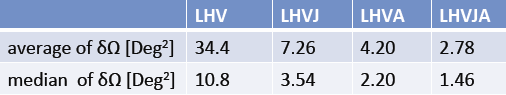 LHV LHVJ LHVA LHVJA
average of δΩ [Deg²] 34.4 7.26 4.20 2.78
median of δΩ [Deg²] 10.8 3.54 2.20 1.46